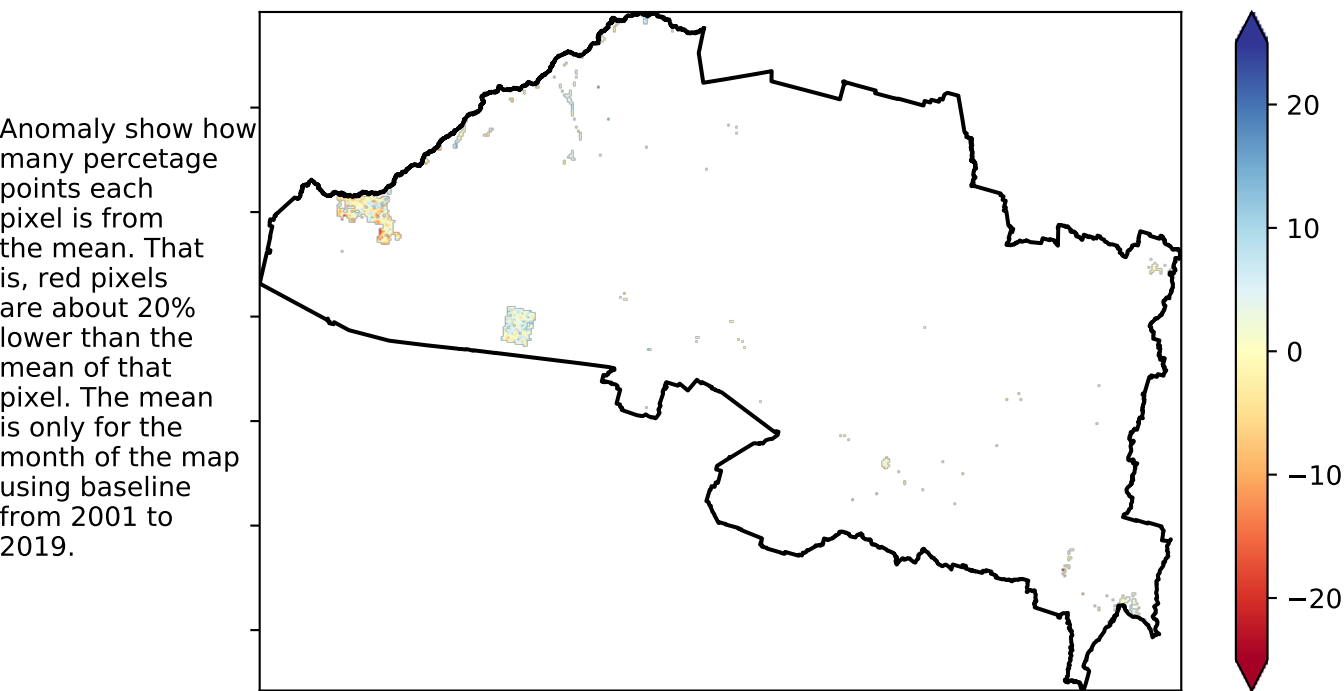 Anomaly show how
many percetage
points each
pixel is from
the mean. That
is, red pixels
are about 20%
lower than the
mean of that
pixel. The mean
is only for the
month of the map
using baseline
from 2001 to
2019.
20
10
0
−10
−20